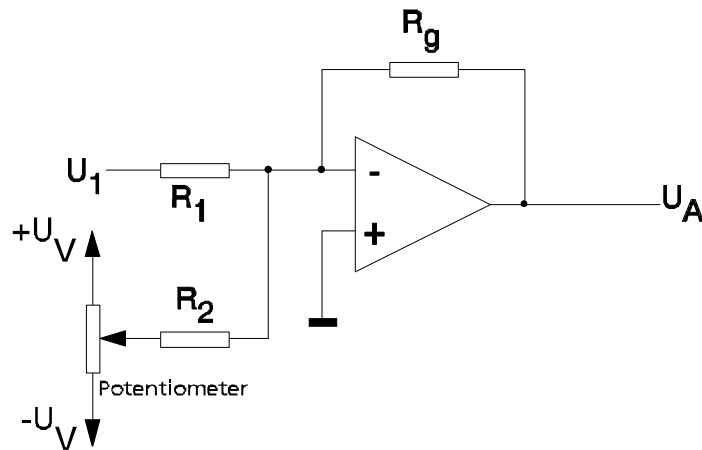 Rg
U1
R1
-
+
UA
+UV
R2
Potentiometer
-UV